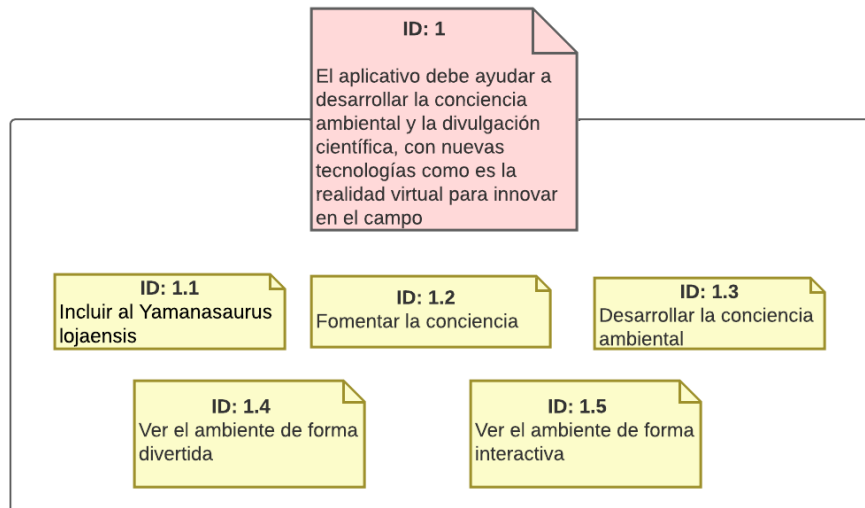 ID: 1
El aplicativo debe ayudar a
desarrollar la conciencia
ambiental y la divulgación
científica, con nuevas
tecnologías como es la
realidad virtual para innovar
en el campo
ID: 1.1
Incluir al Yamanasaurus
lojaensis
ID: 1.2
Fomentar la conciencia
ID: 1.3
Desarrollar la conciencia
ambiental
ID: 1.4
Ver el ambiente de forma
divertida
ID: 1.5
Ver el ambiente de forma
interactiva